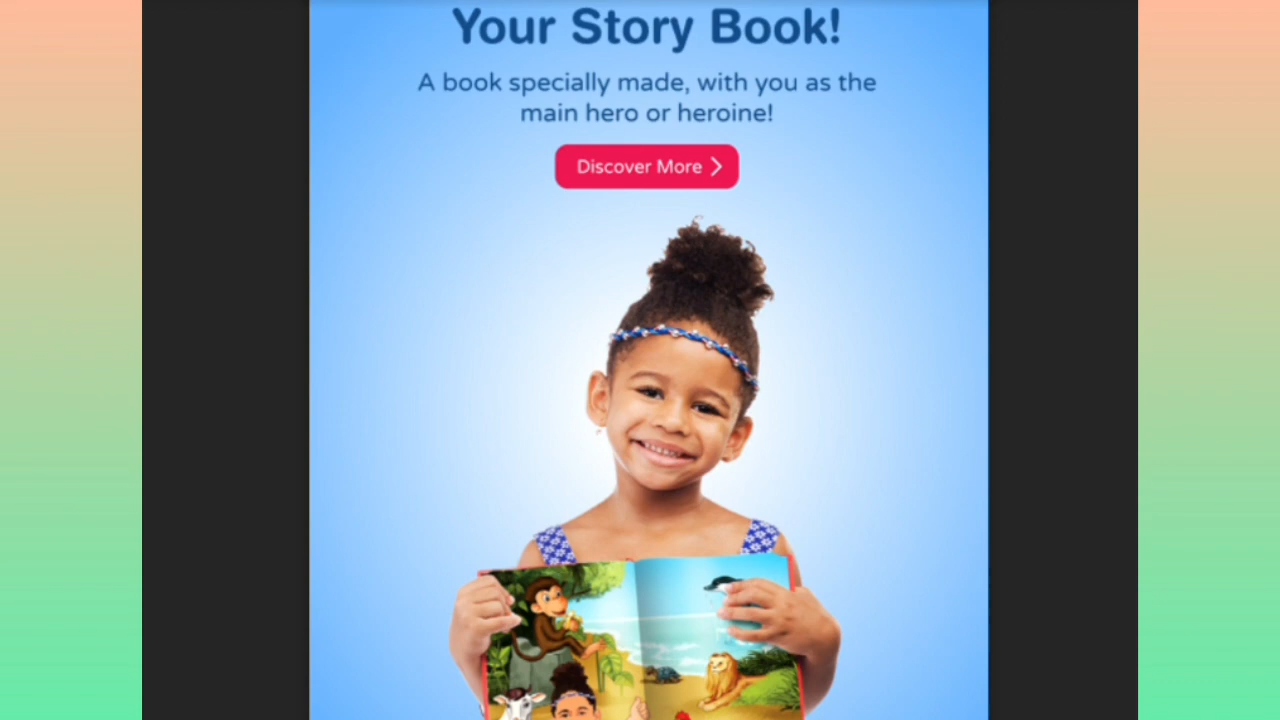 Your Story Book!
A book specially made, with you as the
main hero or heroine!
Discover More